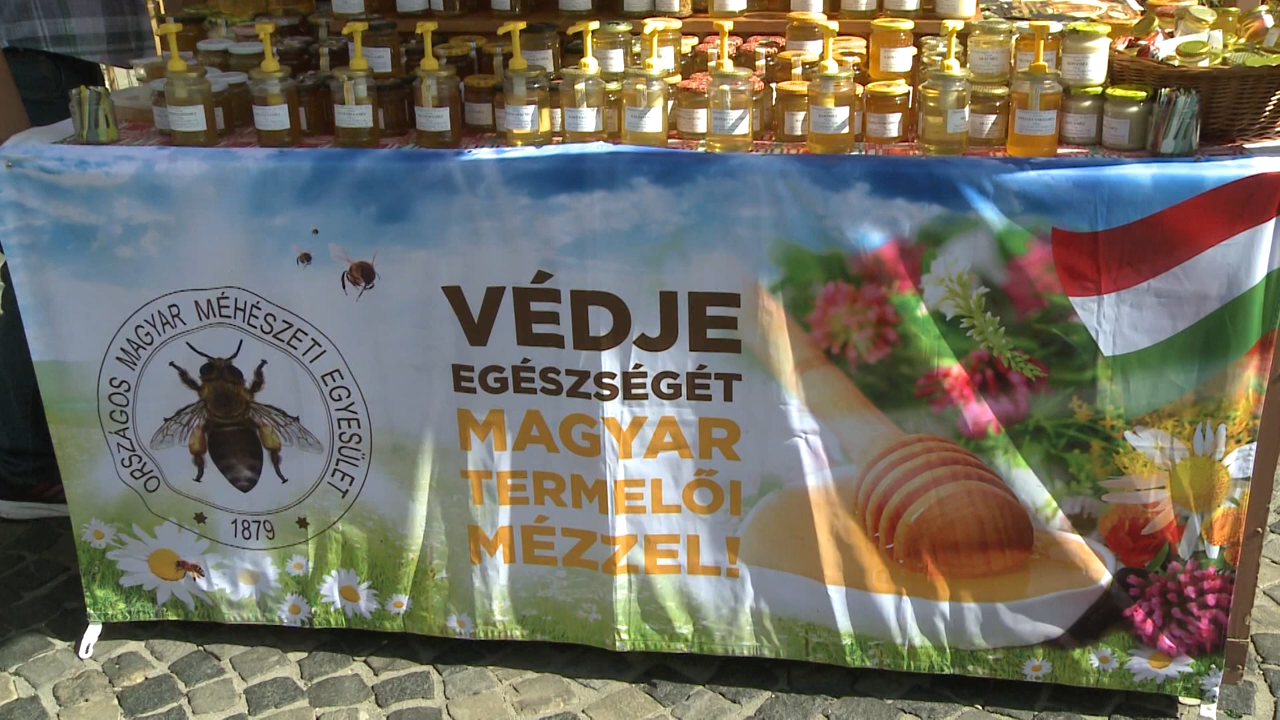 ORSZÁGOS MAGYAR MÉHÉSZETI EGYESÜLET
1879
VÉDJE
EGÉSZSÉGÉT
MAGYAR
TERMELŐI
MÉZZEL!